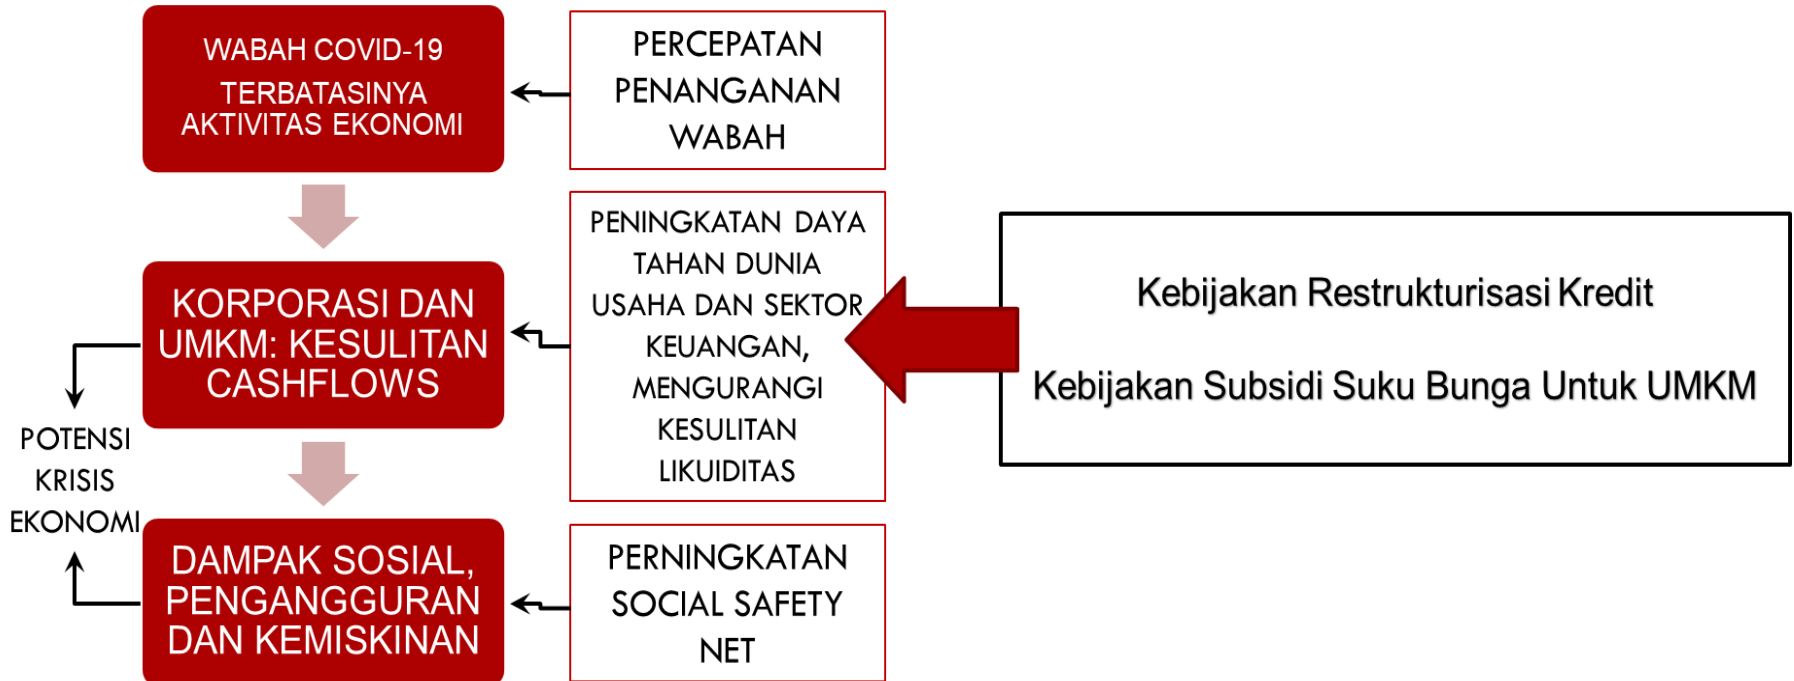 WABAH COVID-19
TERBATASINYA
AKTIVITAS EKONOMI
PERCEPATAN
PENANGANAN
WABAH
KORPORASI DAN
UMKM: KESULITAN
CASHFLOWS
PENINGKATAN DAYA
TAHAN DUNIA
USAHA DAN SEKTOR
KEUANGAN,
MENGURANGI
KESULITAN
LIKUIDITAS
Kebijakan Restrukturisasi Kredit
Kebijakan Subsidi Suku Bunga Untuk UMKM
POTENSI
KRISIS
EKONOMI
DAMPAK SOSIAL,
PENGANGGURAN
DAN KEMISKINAN
PERNINGKATAN
SOCIAL SAFETY
NET